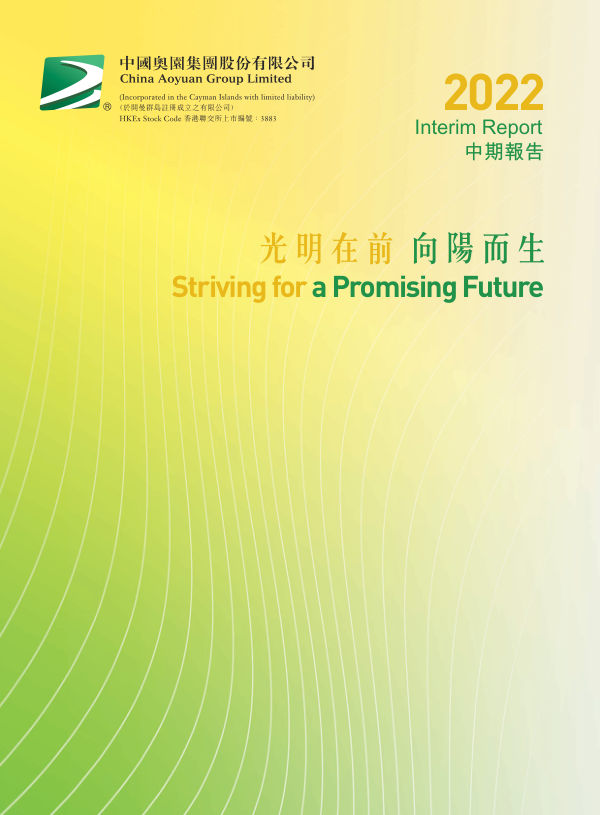 中國奧園集團股份有限公司
China Aoyuan Group Limited
(Incorporated in the Cayman Islands with limited liability)
(於開曼群島註冊成立之有限公司)
HKEx Stock Code 香港聯交所上市編號：3883
®
2022
Interim Report
中期報告
光明在前 向陽而生
Striving for a Promising Future